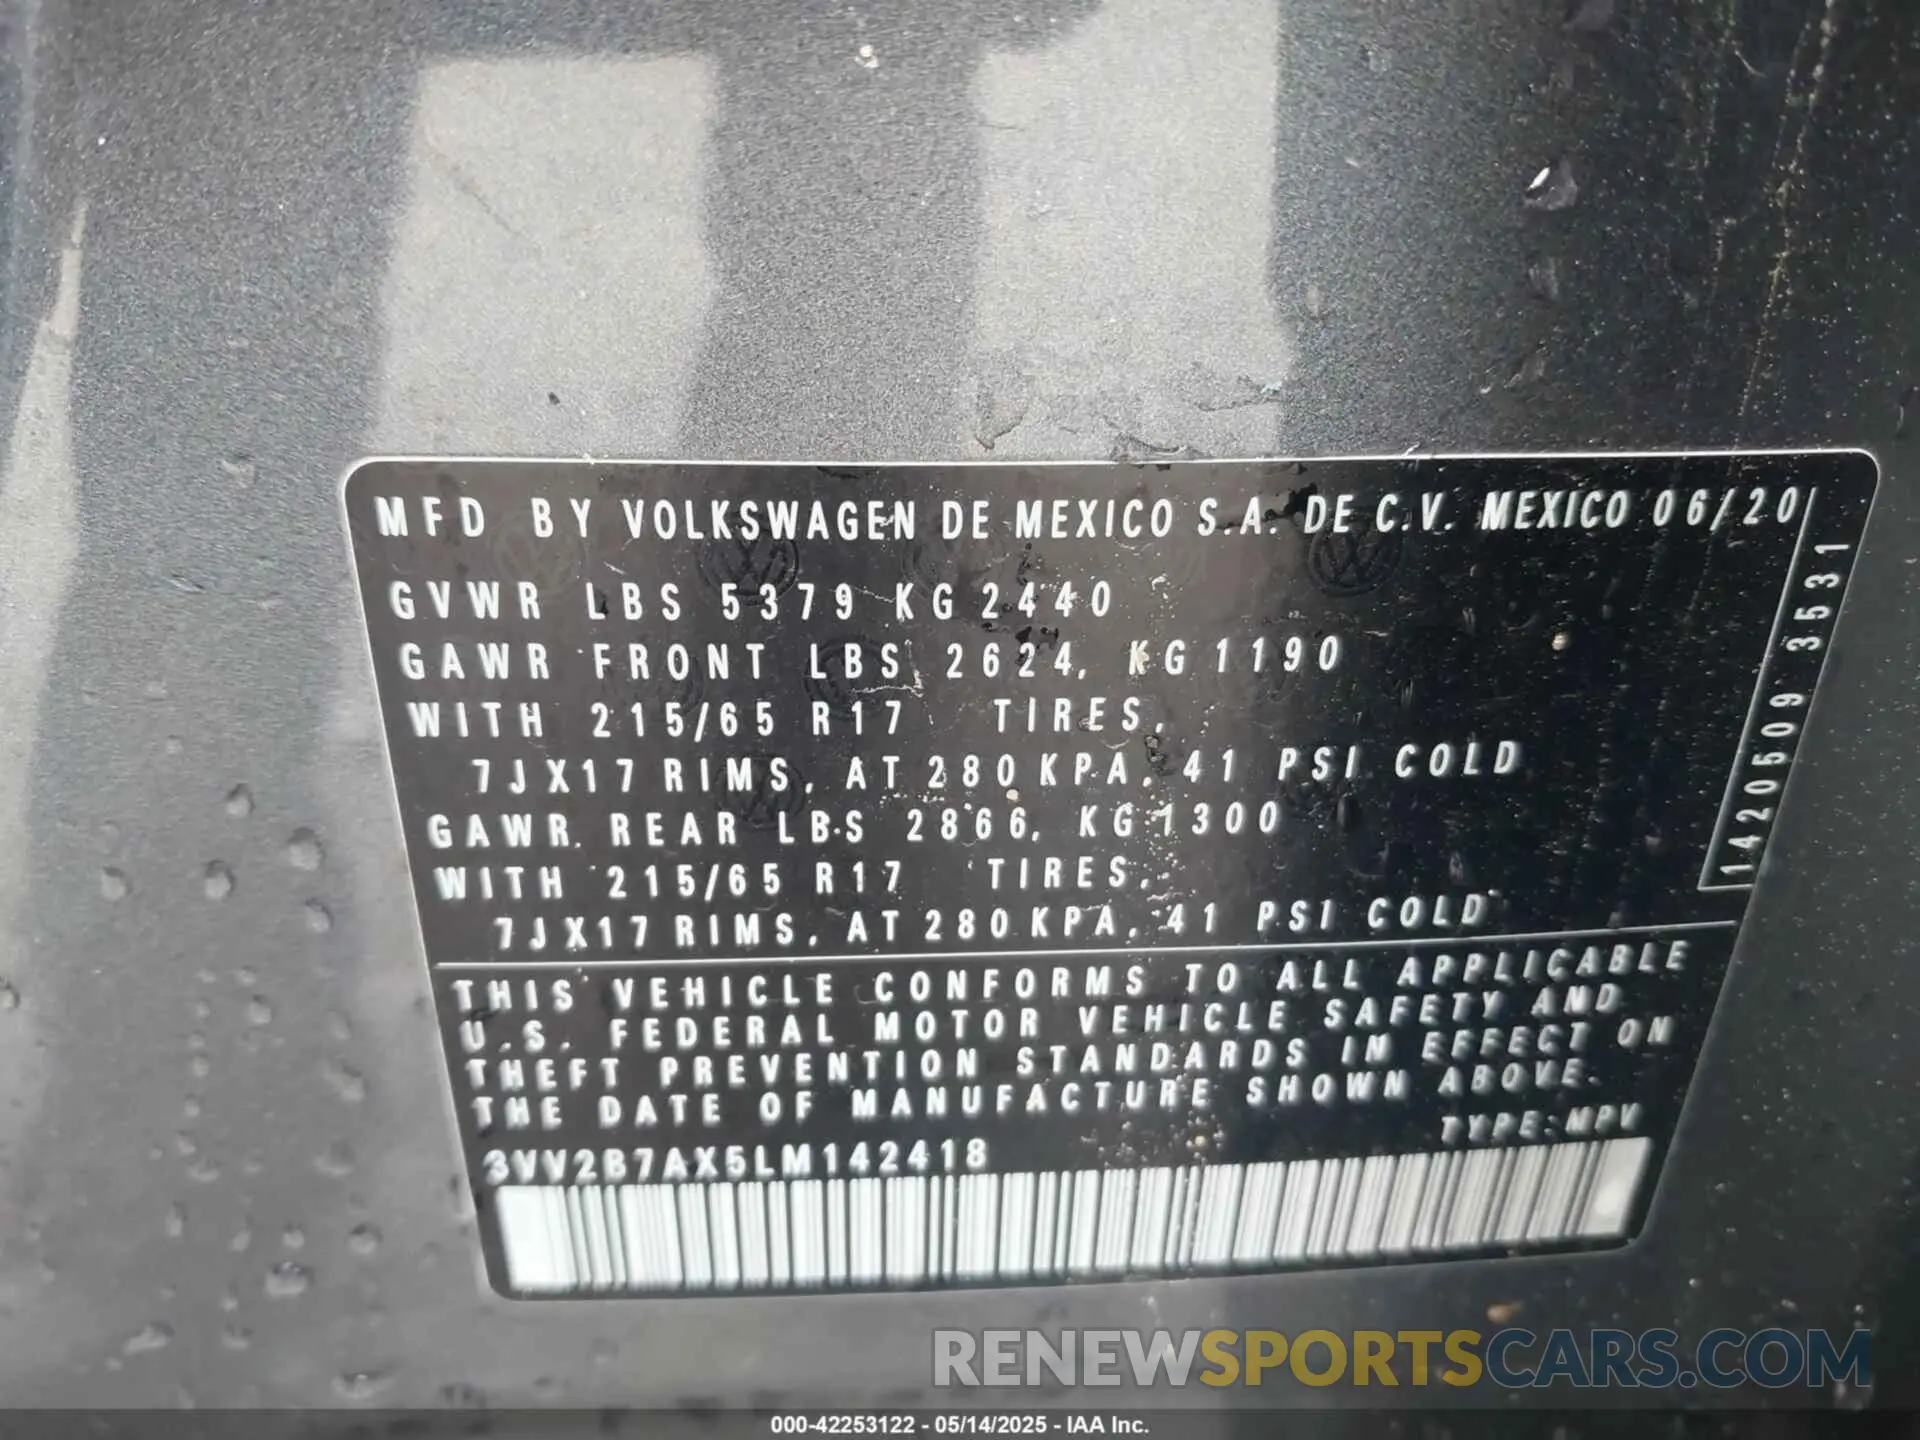 MFD BY VOLKSWAGEN DE MEXICO S.A. DE C.V. MEXICO 06/20
GVWR LBS 5379 KG 2440
GAWR FRONT LBS 2624, KG 1190
WITH 215/65 R17 TIRES,
7JX17 RIMS, AT 280 KPA, 41 PSI COLD
GAWR. REAR LBS 2866, KG 1300
WITH 215/65 R17 TIRES,
7JX17 RIMS, AT 280 KPA, 41 PSI COLD
1420509 3531
THIS VEHICLE CONFORMS TO ALL APPLICABLE
U.S. FEDERAL MOTOR VEHICLE SAFETY AND
THEFT PREVENTION STANDARDS IN EFFECT ON
THE DATE OF MANUFACTURE SHOWN ABOVE.
TYPE: MPV
3VV2B7AX5LM142418
RENEWSPORTSCARS.COM
000-42253122 - 05/14/2025 - IAA Inc.